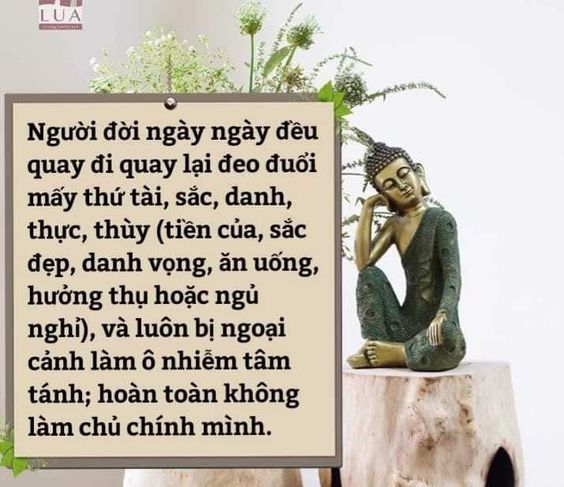 LUA
Người đời ngày ngày đều
quay đi quay lại đeo đuổi
mấy thứ tài, sắc, danh,
thực, thùy (tiền của, sắc
đẹp, danh vọng, ăn uống,
hưởng thụ hoặc ngủ
nghỉ), và luôn bị ngoại
cảnh làm ô nhiễm tâm
tánh; hoàn toàn không
làm chủ chính mình.